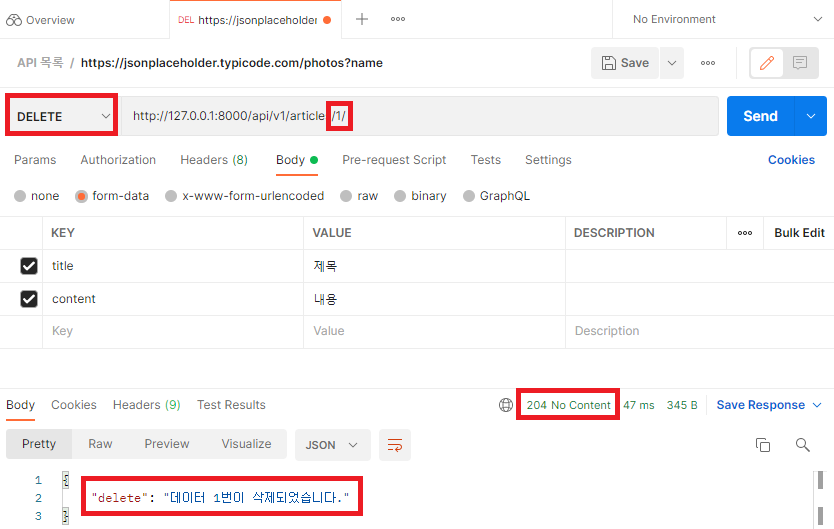 Overview DEL https://jsonplaceholder. No Environment
API 목록 / https://jsonplaceholder.typicode.com/photos?name Save
DELETE http://127.0.0.1:8000/api/v1/article /1/ Send
Params Authorization Headers (8) Body Pre-request Script Tests Settings Cookies
none form-data x-www-form-urlencoded raw binary GraphQL
KEY VALUE DESCRIPTION Bulk Edit
title 제목
content 내용
Key Value Description
Body Cookies Headers (9) Test Results 204 No Content 47 ms 345 B Save Response
Pretty Raw Preview Visualize JSON
1 {
2 "delete": "데이터 1번이 삭제되었습니다."
3 }